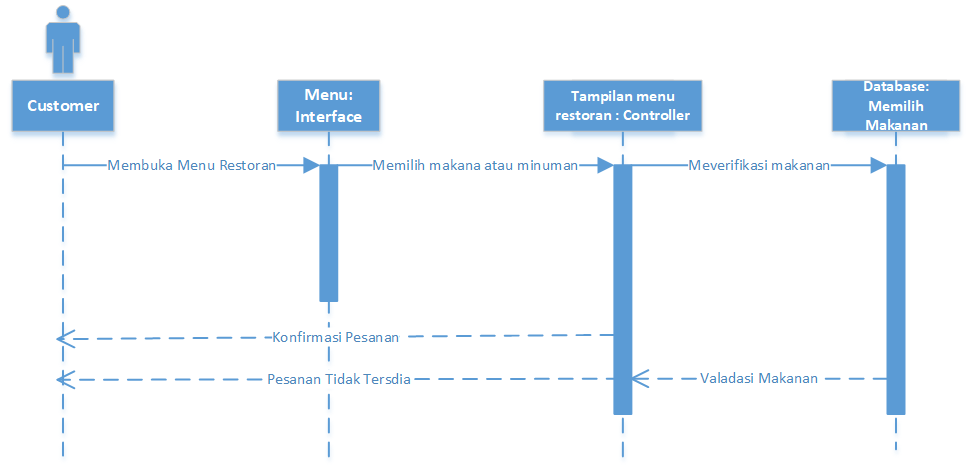 Customer
Menu:
Interface
Tampilan menu
restoran : Controller
Database:
Memilih
Makanan
Membuka Menu Restoran
Memilih makana atau minuman
Meverifikasi makanan
Konfirmasi Pesanan
Pesanan Tidak Tersdia
Valadasi Makanan